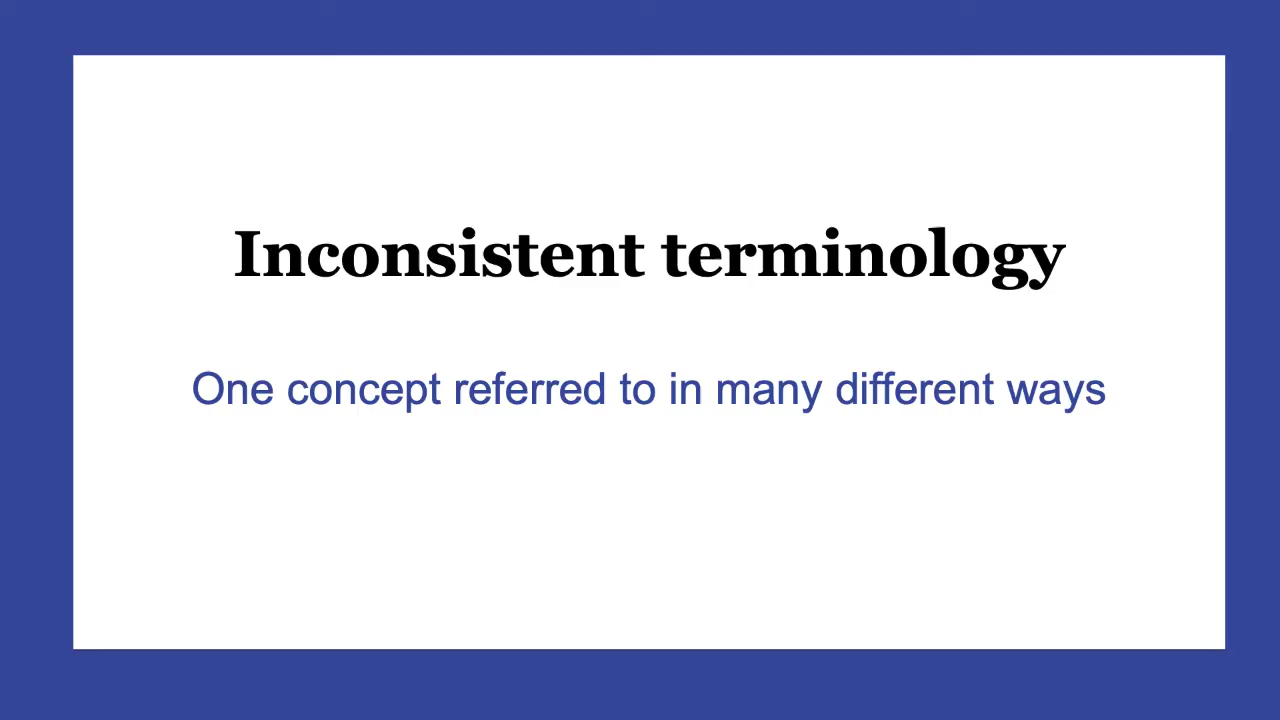 Inconsistent terminology
One concept referred to in many different ways